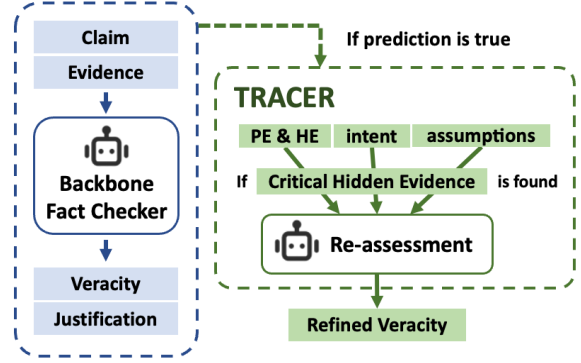 Claim
Evidence
Backbone
Fact Checker
Veracity
Justification
If prediction is true
TRACER
PE & HE
intent
assumptions
If
Critical Hidden Evidence
is found
Re-assessment
Refined Veracity